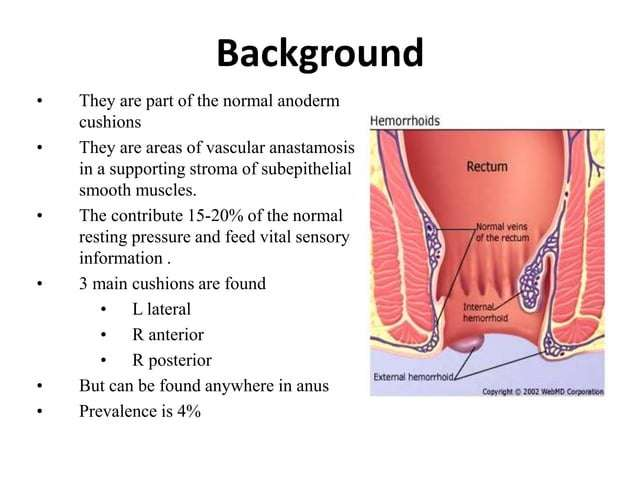 Background
• They are part of the normal anoderm
cushions
• They are areas of vascular anastamosis
in a supporting stroma of subepithelial
smooth muscles.
• The contribute 15-20% of the normal
resting pressure and feed vital sensory
information .
• 3 main cushions are found
• L lateral
• R anterior
• R posterior
• But can be found anywhere in anus
• Prevalence is 4%
Hemorrhoids
Rectum
Normal veins
of the rectum
Internal
hemorrhoid
External hemorrhoid
Copyright © 2002 WebMD Corporation